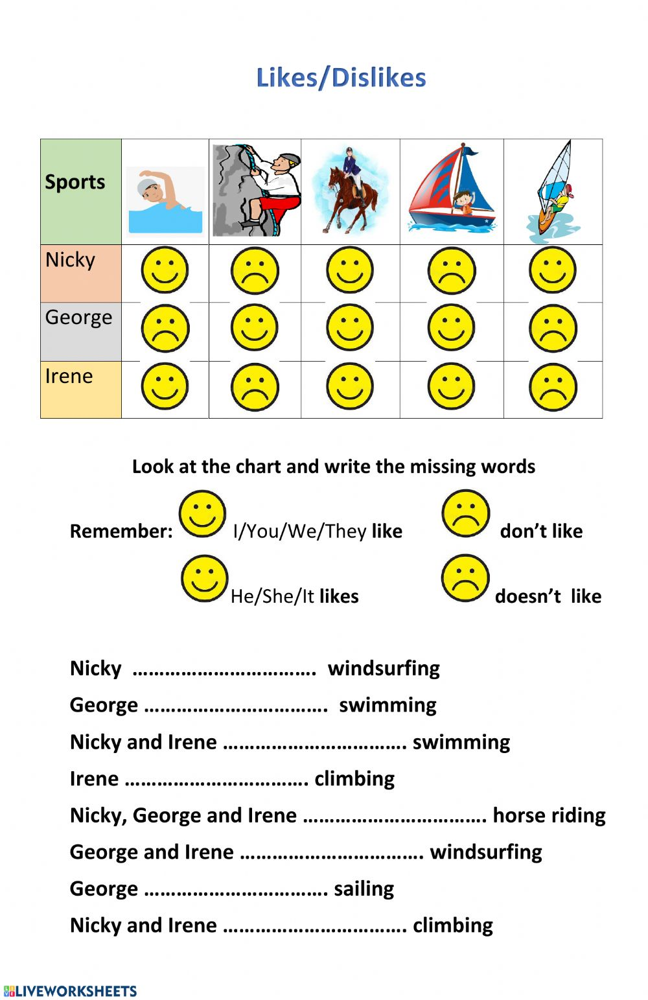 Likes/Dislikes
Sports
Nicky
George
Irene
Look at the chart and write the missing words
Remember: I/You/We/They like don’t like
He/She/It likes doesn’t like
Nicky ……………………………. windsurfing
George ……………………………. swimming
Nicky and Irene ……………………………. swimming
Irene ……………………………. climbing
Nicky, George and Irene ……………………………. horse riding
George and Irene ……………………………. windsurfing
George ……………………………. sailing
Nicky and Irene ……………………………. climbing
LIVEWORKSHEETS